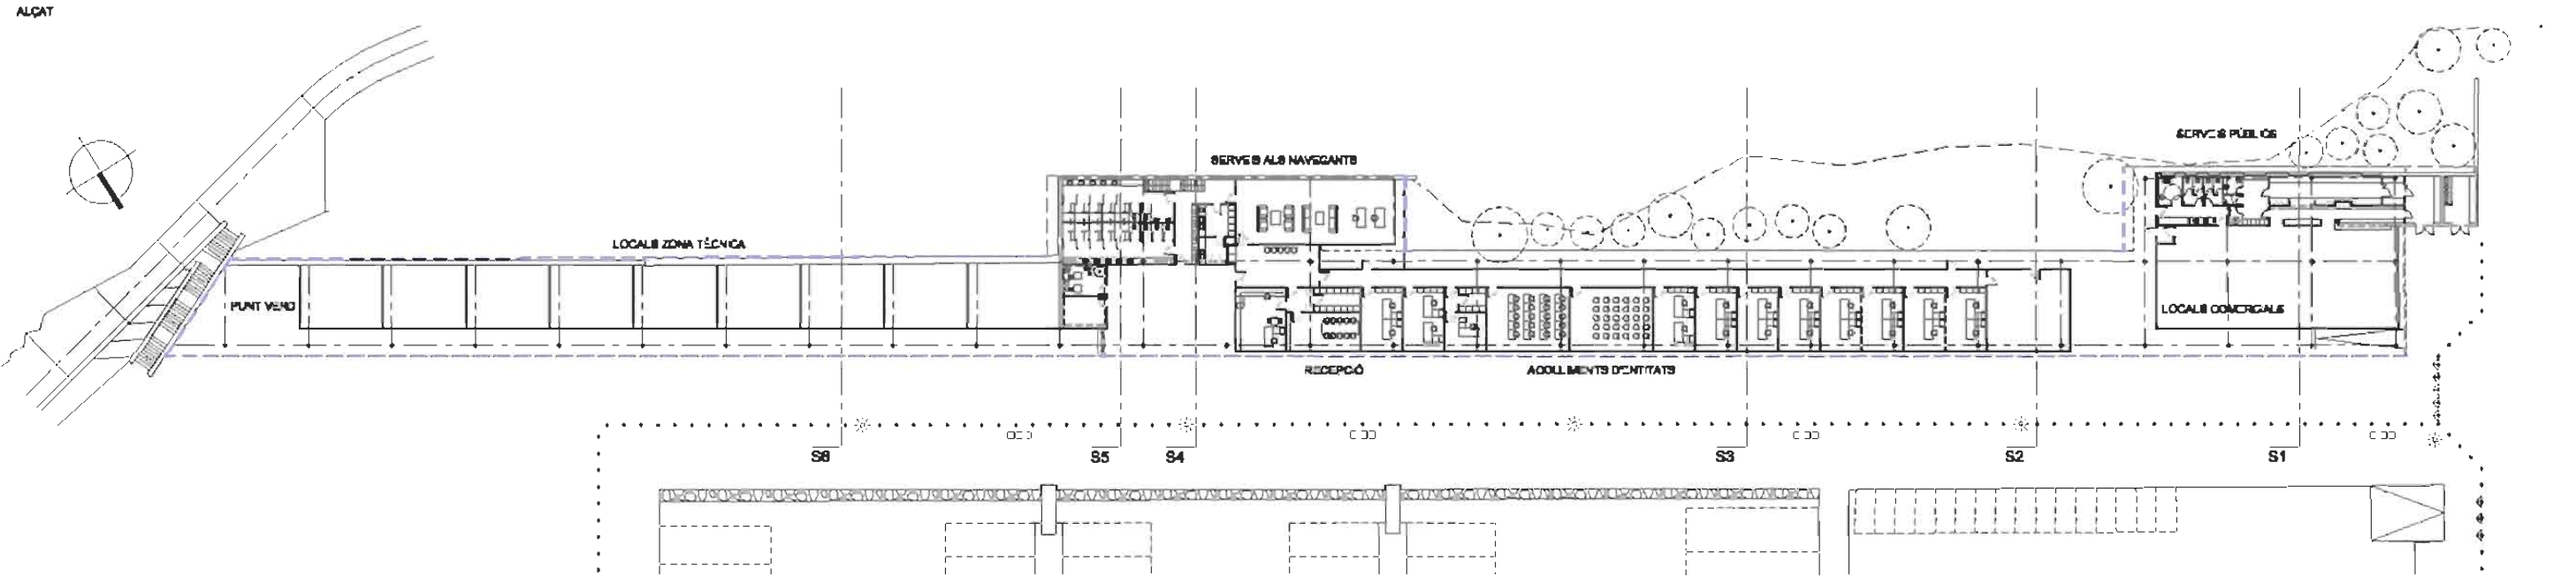 ALÇAT
SERVEIS PÚBLICS
SERVEIS ALS NAVEGANTS
LOCALS ZONA TÈCNICA
PUNT VERD
LOCALS COMERCIALS
RECEPCIÓ
ACOLLIMENTS D'ENTITATS
S6
S5
S4
S3
S2
S1